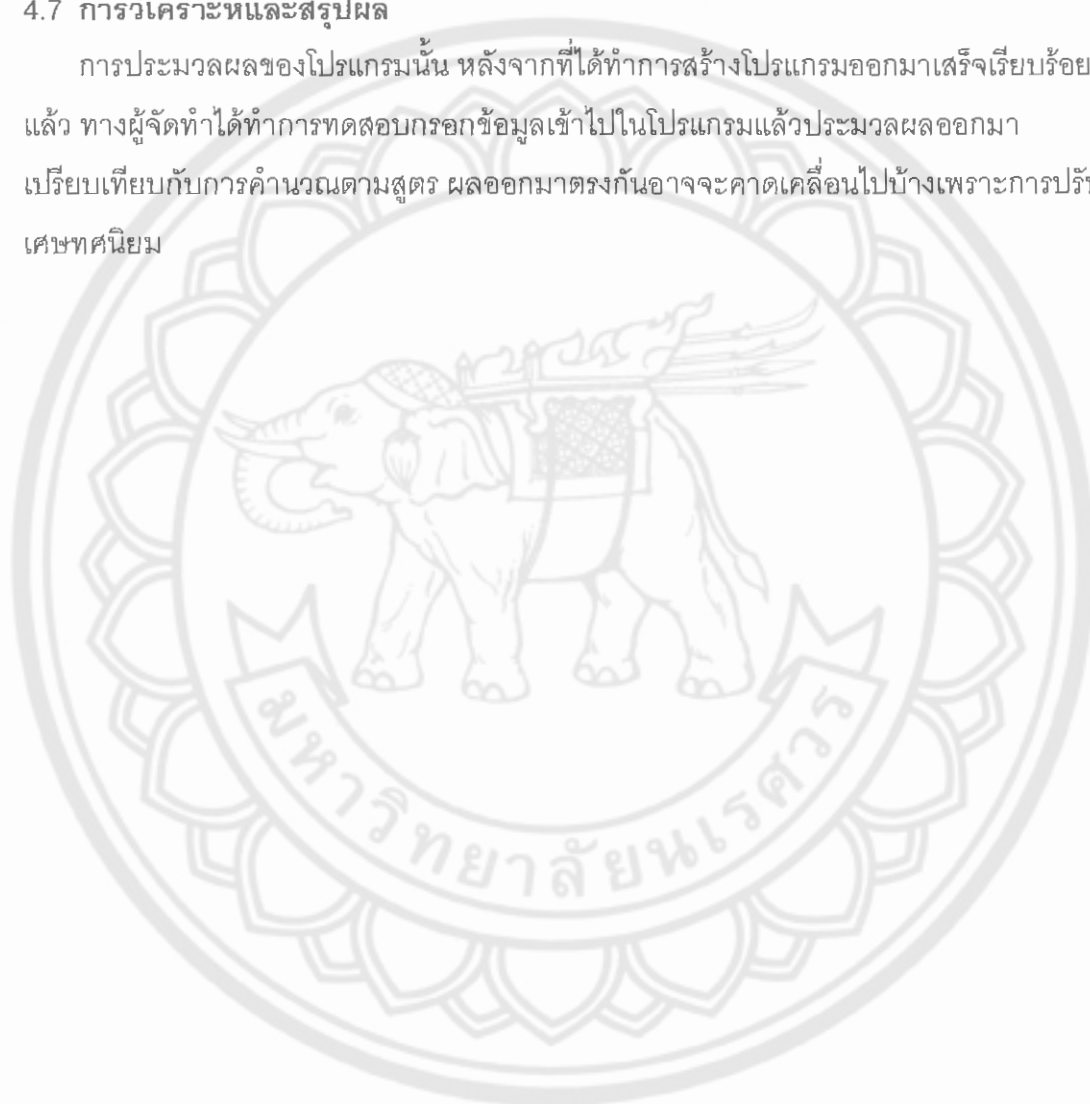 4.7 การวิเคราะห์และสรุปผล
การประมวลผลของโปรแกรมนั้น หลังจากที่ได้ทำการสร้างโปรแกรมออกมาเสร็จเรียบร้อย
แล้ว ทางผู้จัดทำได้ทำการทดสอบกรอกข้อมูลเข้าไปในโปรแกรมแล้วประมวลผลออกมา
เปรียบเทียบกับการคำนวณตามสูตร ผลออกมาตรงกันอาจจะคาดเคลื่อนไปบ้างเพราะการปรับ
เศษทศนิยม
มหาวิทยาลัยนเรศวร